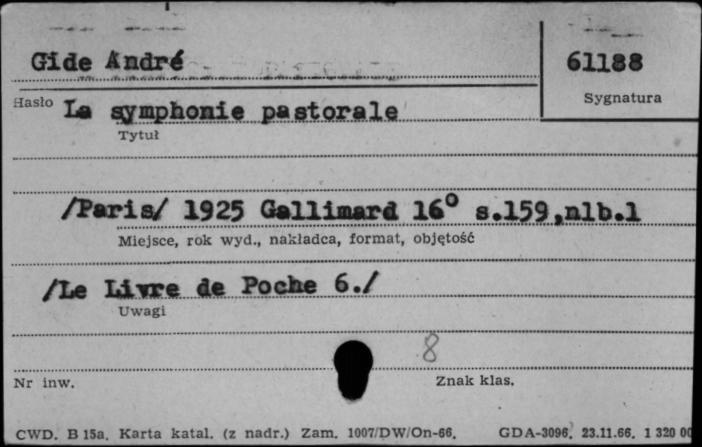 Gide André
61188
Hasło
Sygnatura
La symphonie pastorale
Tytuł
/Paris/ 1925 Gallimard 16° s.159,nlb.1
Miejsce, rok wyd., nakładca, format, objętość
/Le Livre de Poche 6./
Uwagi
8
Nr inw.
Znak klas.
CWD. B 15a. Karta katal. (z nadr.) Zam. 1007/DW/On-66. GDA-3096. 23.11.66. 1 320 00